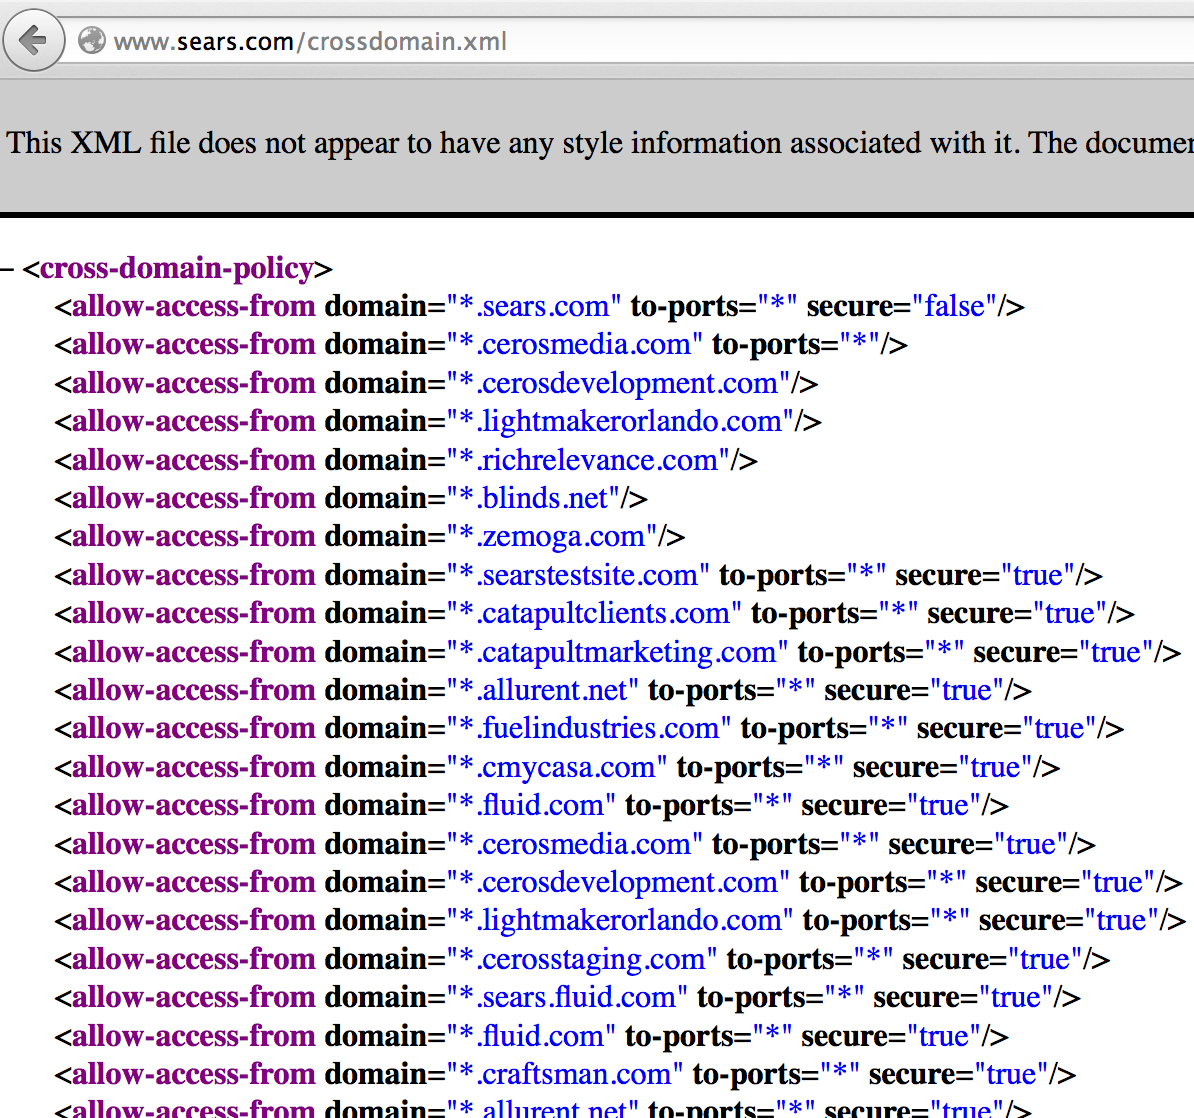 www.sears.com/crossdomain.xml
This XML file does not appear to have any style information associated with it. The documen
– <cross-domain-policy>
<allow-access-from domain="*.sears.com" to-ports="*" secure="false"/>
<allow-access-from domain="*.cerosmedia.com" to-ports="*"/>
<allow-access-from domain="*.cerosdevelopment.com"/>
<allow-access-from domain="*.lightmakerorlando.com"/>
<allow-access-from domain="*.richrelevance.com"/>
<allow-access-from domain="*.blinds.net"/>
<allow-access-from domain="*.zemoga.com"/>
<allow-access-from domain="*.searstestsite.com" to-ports="*" secure="true"/>
<allow-access-from domain="*.catapultclients.com" to-ports="*" secure="true"/>
<allow-access-from domain="*.catapultmarketing.com" to-ports="*" secure="true"/>
<allow-access-from domain="*.allurent.net" to-ports="*" secure="true"/>
<allow-access-from domain="*.fuelindustries.com" to-ports="*" secure="true"/>
<allow-access-from domain="*.cmycasa.com" to-ports="*" secure="true"/>
<allow-access-from domain="*.fluid.com" to-ports="*" secure="true"/>
<allow-access-from domain="*.cerosmedia.com" to-ports="*" secure="true"/>
<allow-access-from domain="*.cerosdevelopment.com" to-ports="*" secure="true"/>
<allow-access-from domain="*.lightmakerorlando.com" to-ports="*" secure="true"/>
<allow-access-from domain="*.cerosstaging.com" to-ports="*" secure="true"/>
<allow-access-from domain="*.sears.fluid.com" to-ports="*" secure="true"/>
<allow-access-from domain="*.fluid.com" to-ports="*" secure="true"/>
<allow-access-from domain="*.craftsman.com" to-ports="*" secure="true"/>
<allow-access-from domain="*.allurent.net" to-ports="*" secure="true"/>